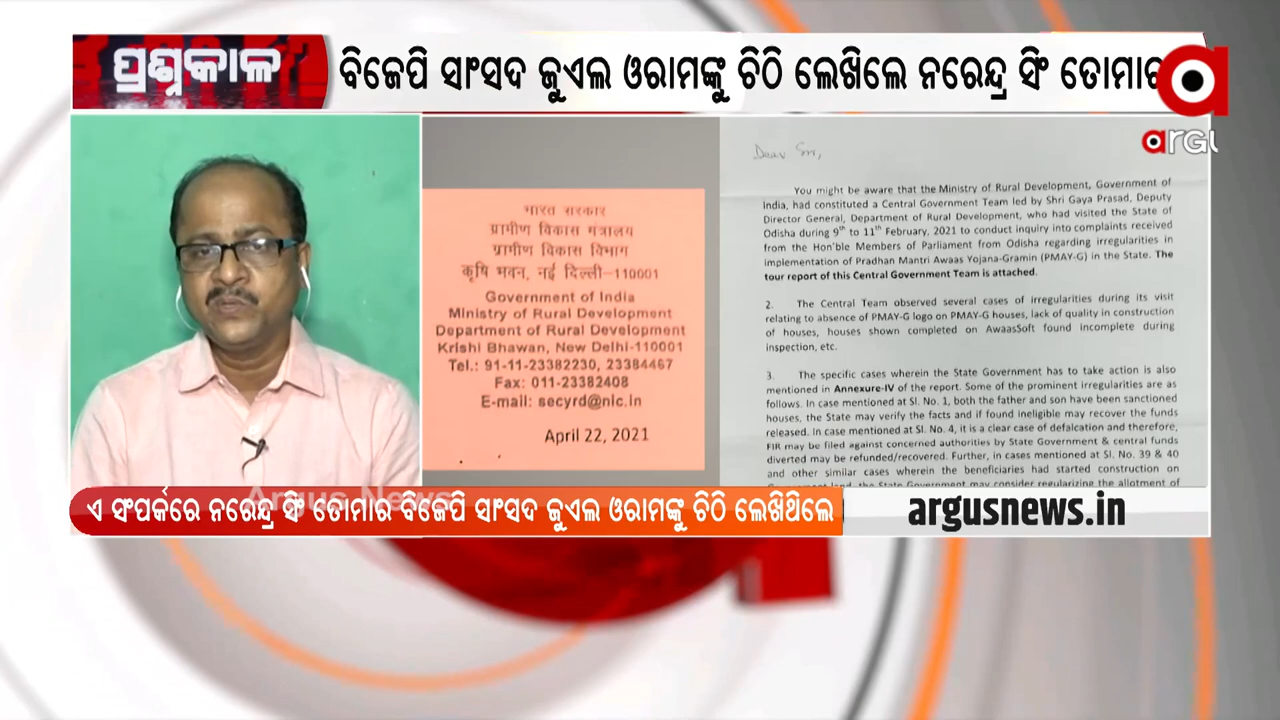 ପ୍ରଶ୍ନକାଳ
ବିଜେପି ସାଂସଦ ଜୁଏଲ ଓରାମଙ୍କୁ ଚିଠି ଲେଖିଲେ ନରେନ୍ଦ୍ର ସିଂ ତୋମାର
a
arGu
भारत सरकार
ग्रामीण विकास मंत्रालय
ग्रामीण विकास विभाग
कृषि भवन, नई दिल्ली-110001
Government of India
Ministry of Rural Development
Department of Rural Development
Krishi Bhawan, New Delhi-110001
Tel.: 91-11-23382230, 23384467
Fax: 011-23382408
E-mail: secyrd@nic.in
April 22, 2021
Dear Sir,
You might be aware that the Ministry of Rural Development, Government of
India, had constituted a Central Government Team led by Shri Gaya Prasad, Deputy
Director General, Department of Rural Development, who had visited the State of
Odisha during 9th to 11th February, 2021 to conduct inquiry into complaints received
from the Hon'ble Members of Parliament from Odisha regarding irregularities in
implementation of Pradhan Mantri Awaas Yojana-Gramin (PMAY-G) in the State. The
tour report of this Central Government Team is attached.
2. The Central Team observed several cases of irregularities during its visit
relating to absence of PMAY-G logo on PMAY-G houses, lack of quality in construction
of houses, houses shown completed on AwaasSoft found incomplete during
inspection, etc.
3. The specific cases wherein the State Government has to take action is also
mentioned in Annexure-IV of the report. Some of the prominent irregularities are as
follows. In case mentioned at Sl. No. 1, both the father and son have been sanctioned
houses, the State may verify the facts and if found ineligible may recover the funds
released. In case mentioned at Sl. No. 4, it is a clear case of defalcation and therefore,
FIR may be filed against concerned authorities by State Government & central funds
diverted may be refunded/recovered. Further, in cases mentioned at Sl. No. 39 & 40
and other similar cases wherein the beneficiaries had started construction on
Government land, the State Government may consider regularizing the allotment of
Argus News
ଏ ସଂପର୍କରେ ନରେନ୍ଦ୍ର ସିଂ ତୋମାର ବିଜେପି ସାଂସଦ ଜୁଏଲ ଓରାମଙ୍କୁ ଚିଠି ଲେଖିଥିଲେ
argusnews.in